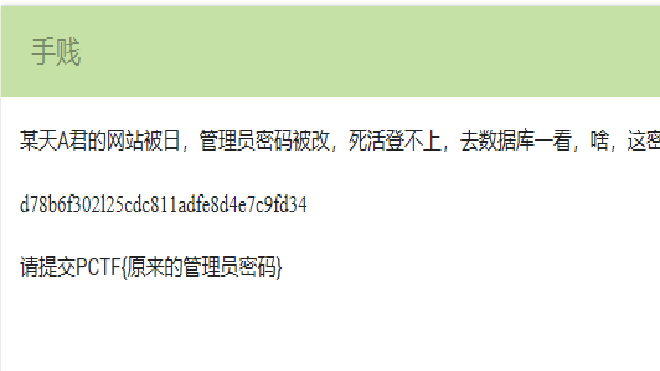 手贱
某天A君的网站被日，管理员密码被改，死活登不上，去数据库一看，啥，这密
d78b6f302l25cdc811adfe8d4e7c9fd34
请提交PCTF{原来的管理员密码}